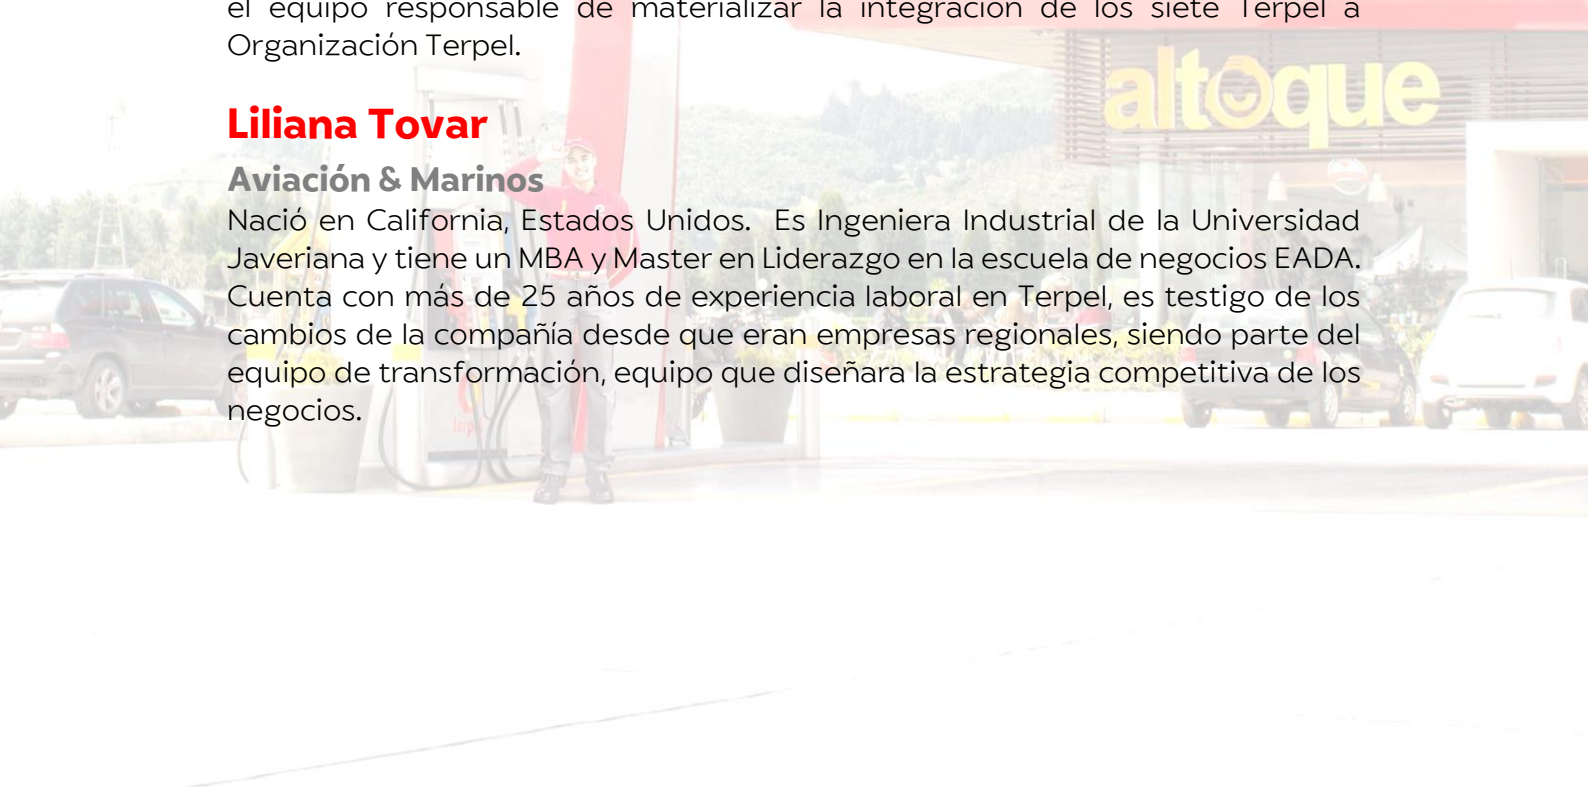 el equipo responsable de materializar la integración de los siete Terpel a
Organización Terpel.
altoque
Liliana Tovar
Aviación & Marinos
Nació en California, Estados Unidos. Es Ingeniera Industrial de la Universidad
Javeriana y tiene un MBA y Master en Liderazgo en la escuela de negocios EADA.
Cuenta con más de 25 años de experiencia laboral en Terpel, es testigo de los
cambios de la compañía desde que eran empresas regionales, siendo parte del
equipo de transformación, equipo que diseñara la estrategia competitiva de los
negocios.